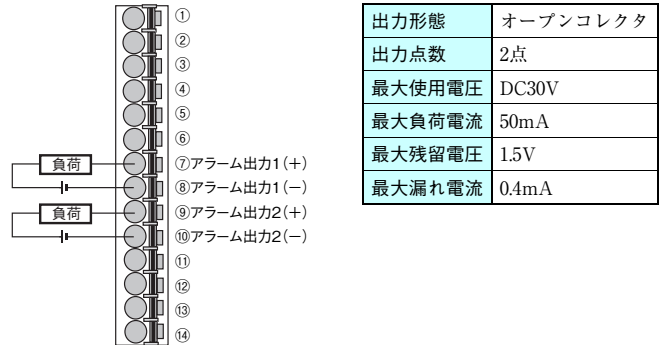 ①
②
③
④
⑤
⑥
負荷
⑦アラーム出力1(+)
⑧アラーム出力1(−)
負荷
⑨アラーム出力2(+)
⑩アラーム出力2(−)
⑪
⑫
⑬
⑭
出力形態 オープンコレクタ
出力点数 2点
最大使用電圧 DC30V
最大負荷電流 50mA
最大残留電圧 1.5V
最大漏れ電流 0.4mA